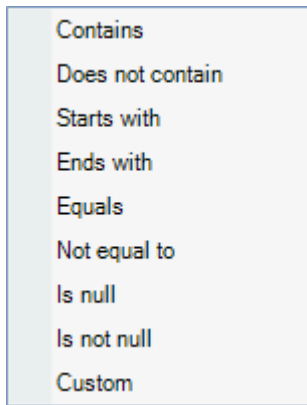 Contains
Does not contain
Starts with
Ends with
Equals
Not equal to
Is null
Is not null
Custom